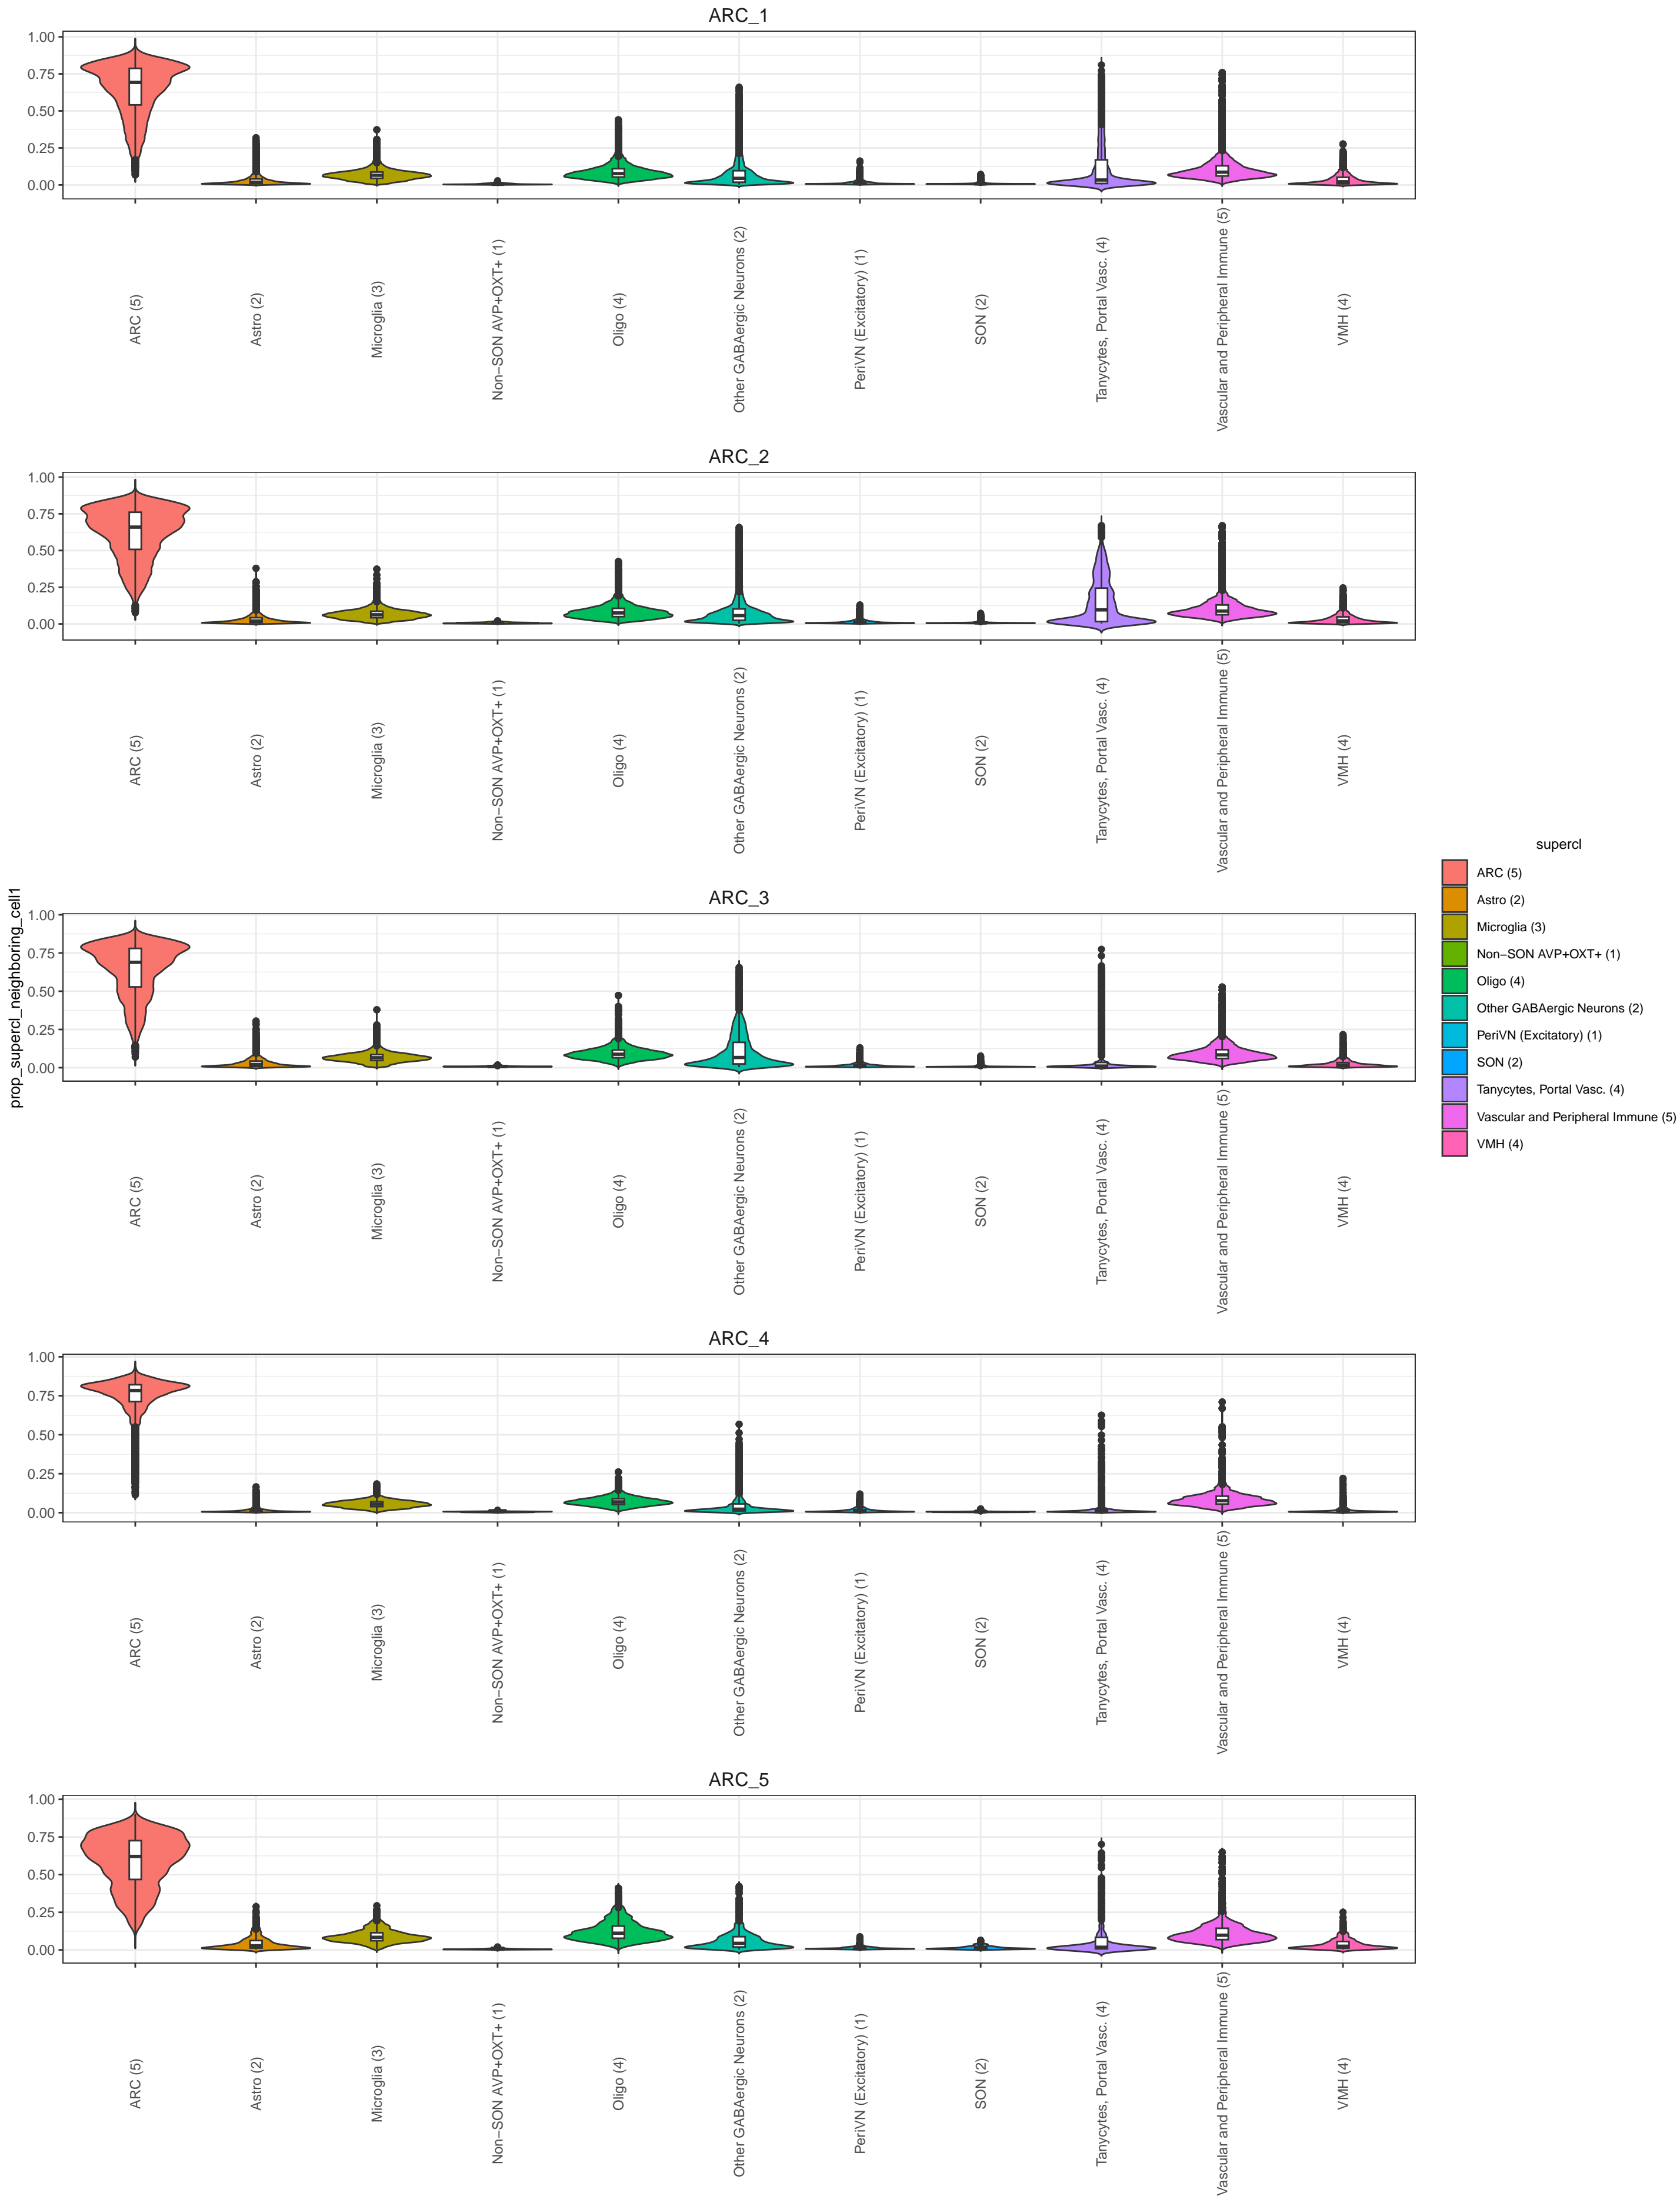 ARC_1
1.00
0.75
0.50
0.25
0.00
ARC (5)
Astro (2)
Microglia (3)
Non−SON AVP+OXT+ (1)
Oligo (4)
Other GABAergic Neurons (2)
PeriVN (Excitatory) (1)
SON (2)
Tanycytes, Portal Vasc. (4)
Vascular and Peripheral Immune (5)
VMH (4)
ARC_2
1.00
0.75
0.50
0.25
0.00
ARC (5)
Astro (2)
Microglia (3)
Non−SON AVP+OXT+ (1)
Oligo (4)
Other GABAergic Neurons (2)
PeriVN (Excitatory) (1)
SON (2)
Tanycytes, Portal Vasc. (4)
Vascular and Peripheral Immune (5)
VMH (4)
prop_supercl_neighboring_cell1
ARC_3
1.00
0.75
0.50
0.25
0.00
ARC (5)
Astro (2)
Microglia (3)
Non−SON AVP+OXT+ (1)
Oligo (4)
Other GABAergic Neurons (2)
PeriVN (Excitatory) (1)
SON (2)
Tanycytes, Portal Vasc. (4)
Vascular and Peripheral Immune (5)
VMH (4)
ARC_4
1.00
0.75
0.50
0.25
0.00
ARC (5)
Astro (2)
Microglia (3)
Non−SON AVP+OXT+ (1)
Oligo (4)
Other GABAergic Neurons (2)
PeriVN (Excitatory) (1)
SON (2)
Tanycytes, Portal Vasc. (4)
Vascular and Peripheral Immune (5)
VMH (4)
ARC_5
1.00
0.75
0.50
0.25
0.00
ARC (5)
Astro (2)
Microglia (3)
Non−SON AVP+OXT+ (1)
Oligo (4)
Other GABAergic Neurons (2)
PeriVN (Excitatory) (1)
SON (2)
Tanycytes, Portal Vasc. (4)
Vascular and Peripheral Immune (5)
VMH (4)
supercl
ARC (5)
Astro (2)
Microglia (3)
Non−SON AVP+OXT+ (1)
Oligo (4)
Other GABAergic Neurons (2)
PeriVN (Excitatory) (1)
SON (2)
Tanycytes, Portal Vasc. (4)
Vascular and Peripheral Immune (5)
VMH (4)